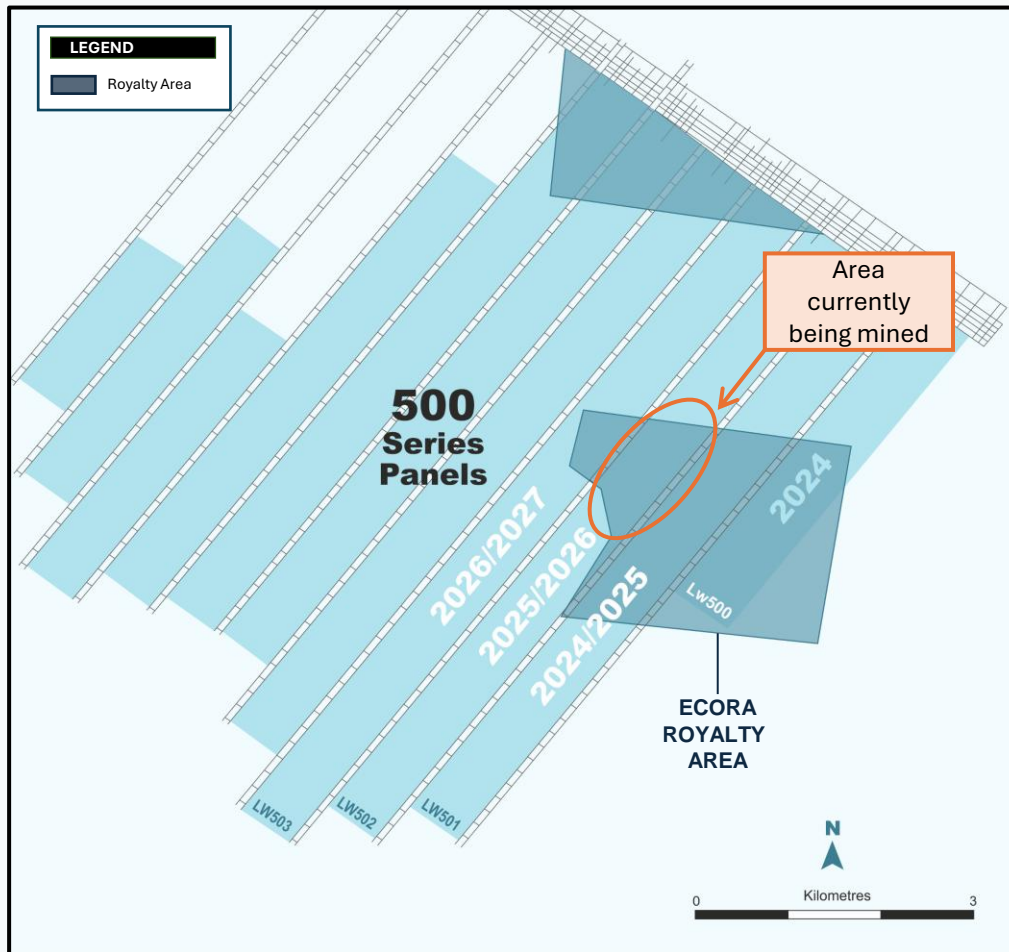 LEGEND
Royalty Area
Area
currently
being mined
500
Series
Panels
2024
2026/2027
2025/2026
2024/2025
Lw500
ECORA
ROYALTY
AREA
LW503
LW502
LW501
N
Kilometres
0
3